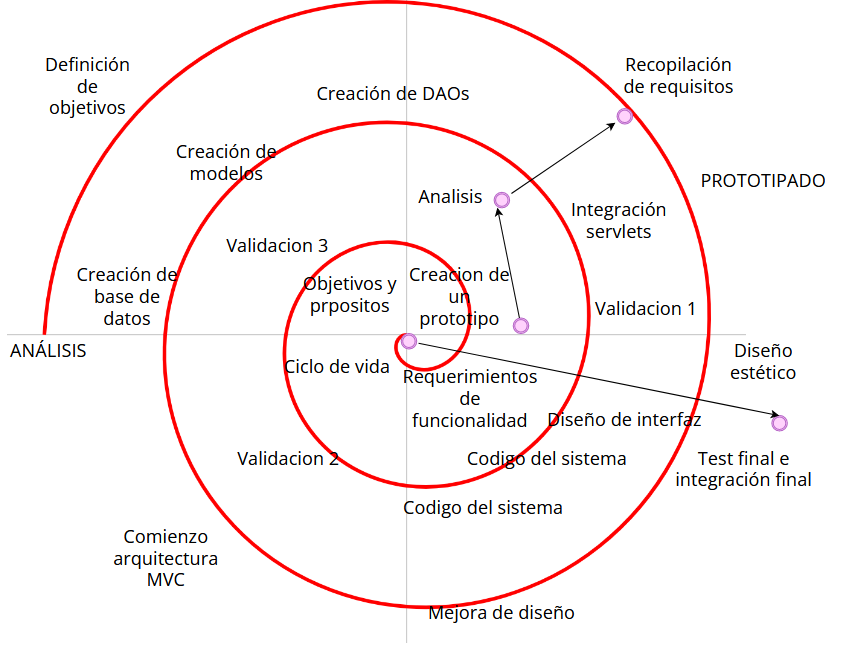 Definición
de
objetivos
Recopilación
de requisitos
Creación de DAOs
Creación de
modelos
PROTOTIPADO
Analisis
Integración
servlets
Validacion 3
Creación de
base de
datos
Objetivos y
prpositos
Creacion de
un
prototipo
Validacion 1
ANÁLISIS
Diseño
estético
Ciclo de vida
Requerimientos
de
funcionalidad
Diseño de interfaz
Validacion 2
Codigo del sistema
Test final e
integración final
Codigo del sistema
Comienzo
arquitectura
MVC
Mejora de diseño